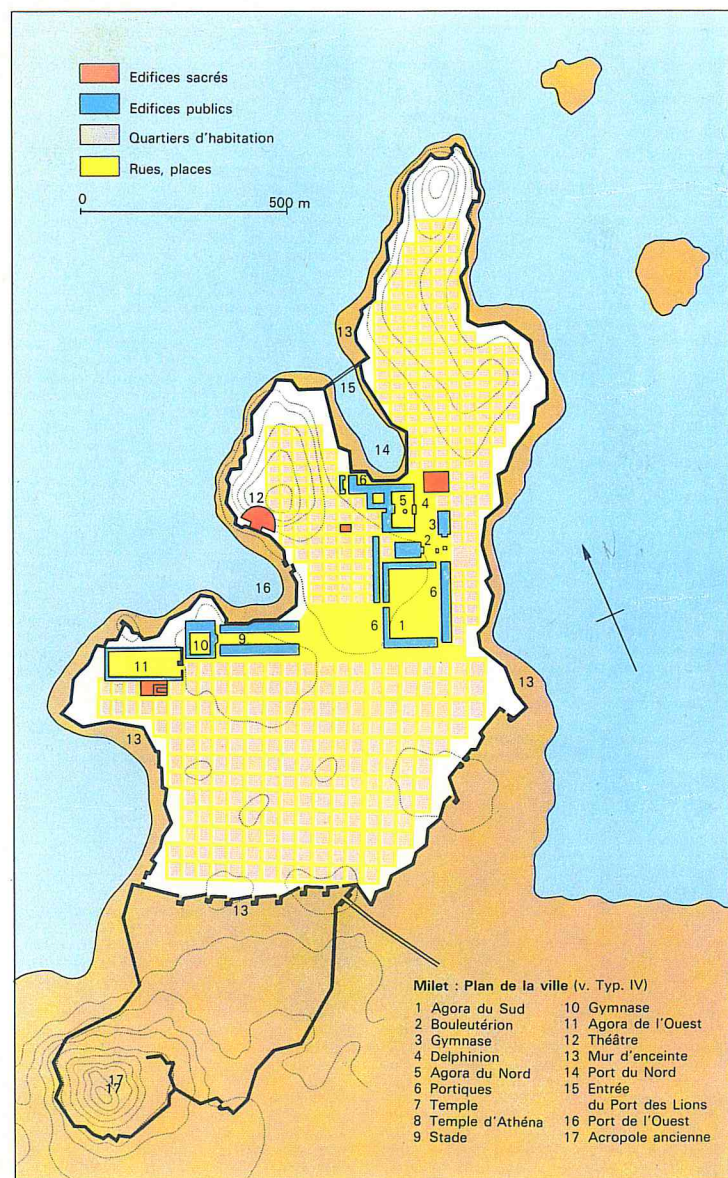 Edifices sacrés
Edifices publics
Quartiers d'habitation
Rues, places
0 500 m
N
13
15
14
12
6
5
4
3
2
16
6
6
1
10
9
11
13
13
13
17
Milet : Plan de la ville (v. Typ. IV)
1 Agora du Sud
2 Bouleutérion
3 Gymnase
4 Delphinion
5 Agora du Nord
6 Portiques
7 Temple
8 Temple d'Athéna
9 Stade
10 Gymnase
11 Agora de l'Ouest
12 Théâtre
13 Mur d'enceinte
14 Port du Nord
15 Entrée
du Port des Lions
16 Port de l'Ouest
17 Acropole ancienne